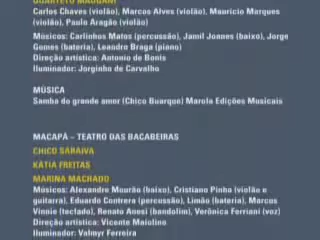 QUARTETO MAOGANI
Carlos Chaves (violão), Marcos Alves (violão), Mauricio Marques
(violão), Paulo Aragão (violão)
Músicos: Carlinhos Matos (percussão), Jamil Joanes (baixo), Jorge
Gomes (bateria), Leandro Braga (piano)
Direção artística: Antonio de Bonis
Iluminador: Jorginho de Carvalho
MÚSICA
Samba do grande amor (Chico Buarque) Marola Edições Musicais
MACAPÁ – TEATRO DAS BACABEIRAS
CHICO SARAIVA
KÁTIA FREITAS
MARINA MACHADO
Músicos: Alexandre Mourão (baixo), Cristiano Pinho (violão e
guitarra), Eduardo Contrera (percussão), Limão (bateria), Marcos
Vinnie (teclado), Renato Anesi (bandolim), Verônica Ferriani (voz)
Direção artística: Vicente Maiolino
Iluminador: Valmyr Ferreira